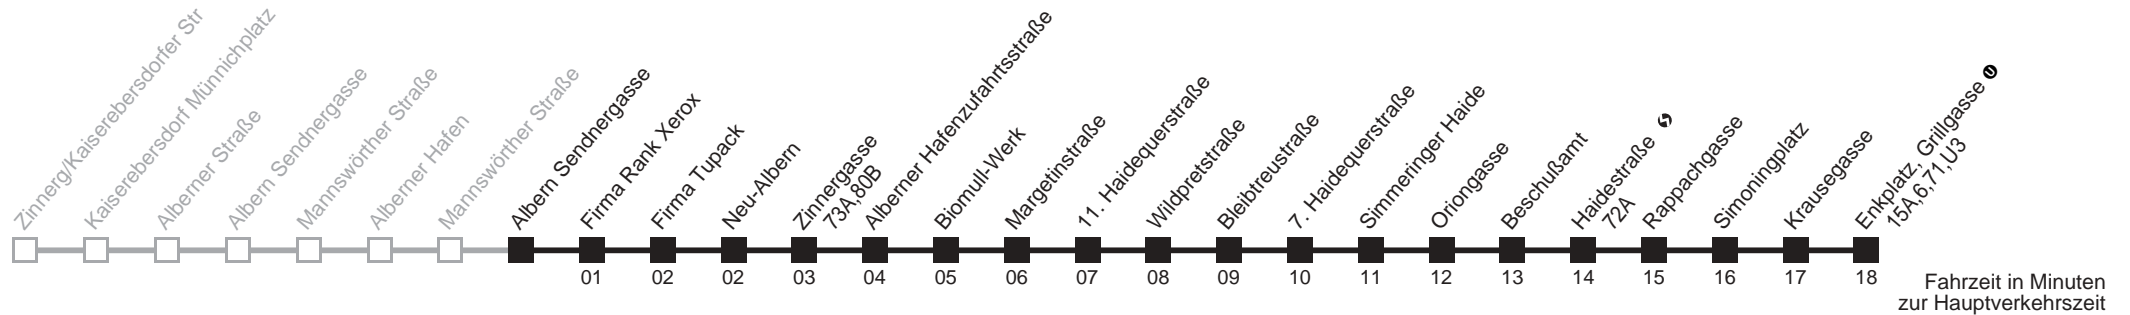 Zinnerg/Kaiserebersdorfer Str
Kaiserebersdorf Münnichplatz
Alberner Straße
Albern Sendnergasse
Mannswörther Straße
Alberner Hafen
Mannswörther Straße
Albern Sendnergasse
Firma Rank Xerox
Firma Tupack
Neu-Albern
Zinnergasse
73A,80B
Alberner Hafenzufahrtsstraße
Biomull-Werk
Margetinstraße
11. Haidequerstraße
Wildpretstraße
Bleibtreustraße
7. Haidequerstraße
Simmeringer Haide
Oriongasse
Beschußamt
Haidestraße
72A
Rappachgasse
Simoningplatz
Krausegasse
Enkplatz, Grillgasse U
15A,6,71,U3
01 02 02 03 04 05 06 07 08 09 10 11 12 13 14 15 16 17 18
Fahrzeit in Minuten
zur Hauptverkehrszeit